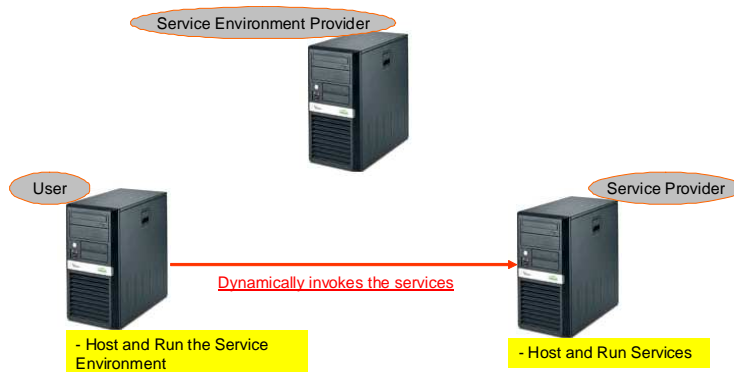 Service Environment Provider
User
Service Provider
Dynamically invokes the services
- Host and Run the Service
Environment
- Host and Run Services